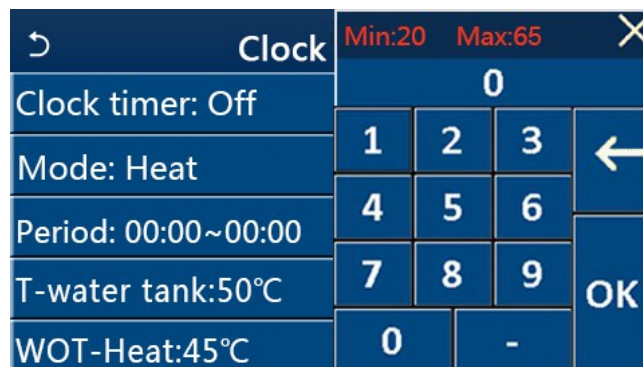 Clock
Clock timer: Off
Mode: Heat
Period: 00:00~00:00
T-water tank:50℃
WOT-Heat:45℃
Min:20 Max:65
0
1 2 3
4 5 6
7 8 9
0 - OK